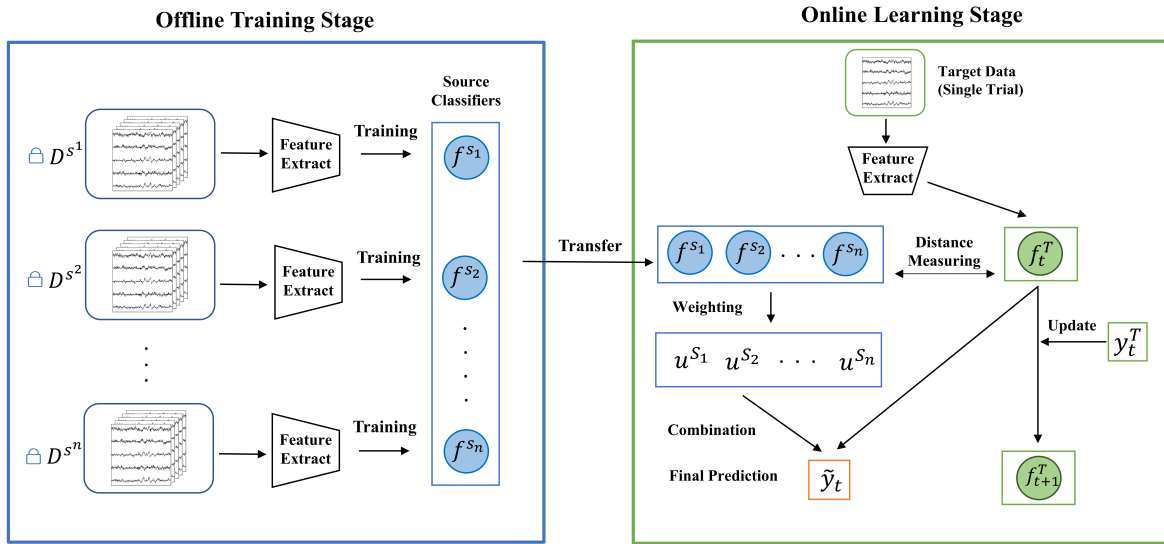 Offline Training Stage
Source
Classifiers
D^{s^1}
Feature
Extract
Training
f^{s_1}
D^{s^2}
Feature
Extract
Training
f^{s_2}
D^{s^n}
Feature
Extract
Training
f^{s_n}
Transfer
Online Learning Stage
Target Data
(Single Trial)
Feature
Extract
f^{s_1} f^{s_2} · · · f^{s_n}
Distance
Measuring
f_t^T
Weighting
Update
y_t^T
u^{S_1} u^{S_2} · · · u^{S_n}
Combination
Final Prediction
ỹ_t
f_{t+1}^T